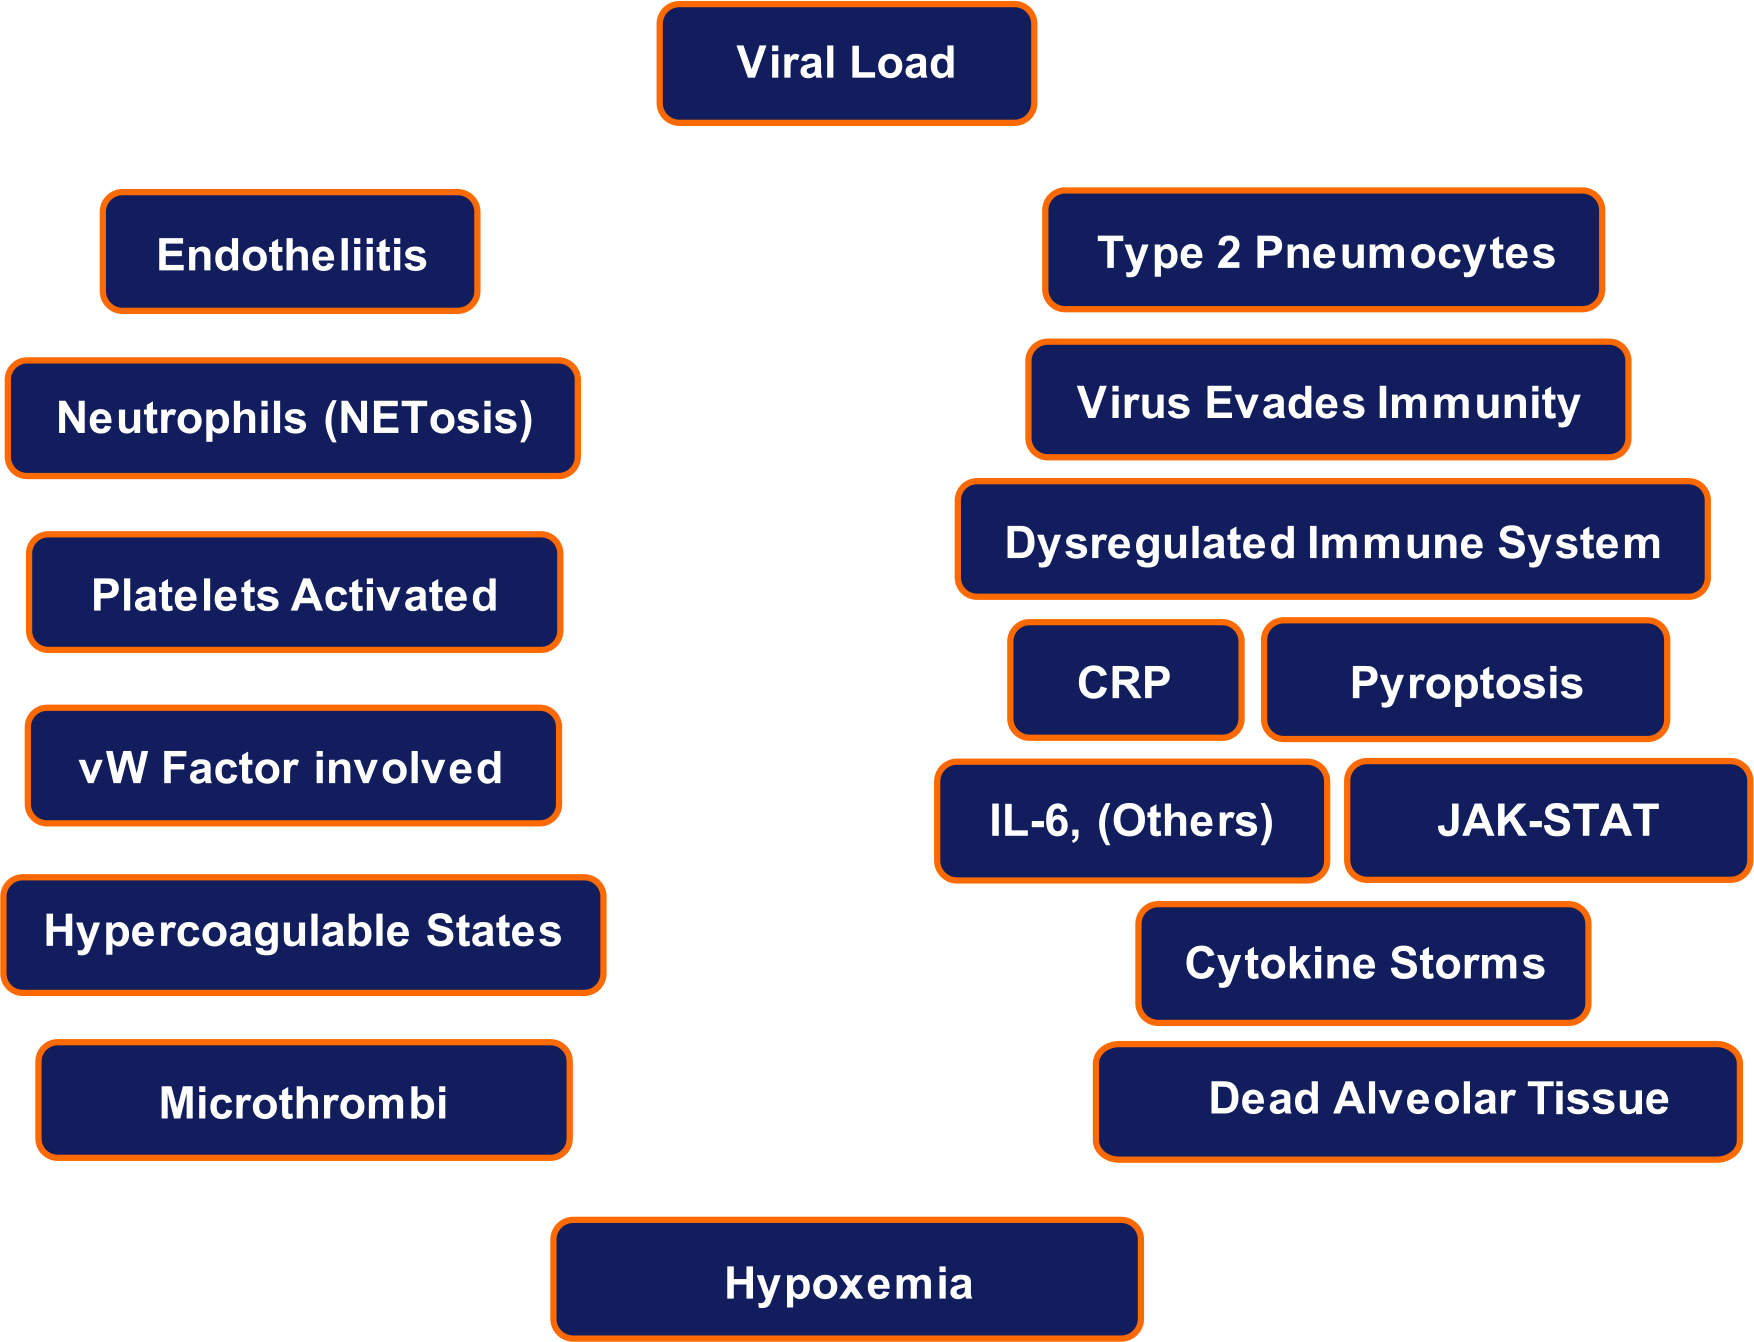 Viral Load
Endotheliitis
Neutrophils (NETosis)
Platelets Activated
vW Factor involved
Hypercoagulable States
Microthrombi
Type 2 Pneumocytes
Virus Evades Immunity
Dysregulated Immune System
CRP
Pyroptosis
IL-6, (Others)
JAK-STAT
Cytokine Storms
Dead Alveolar Tissue
Hypoxemia